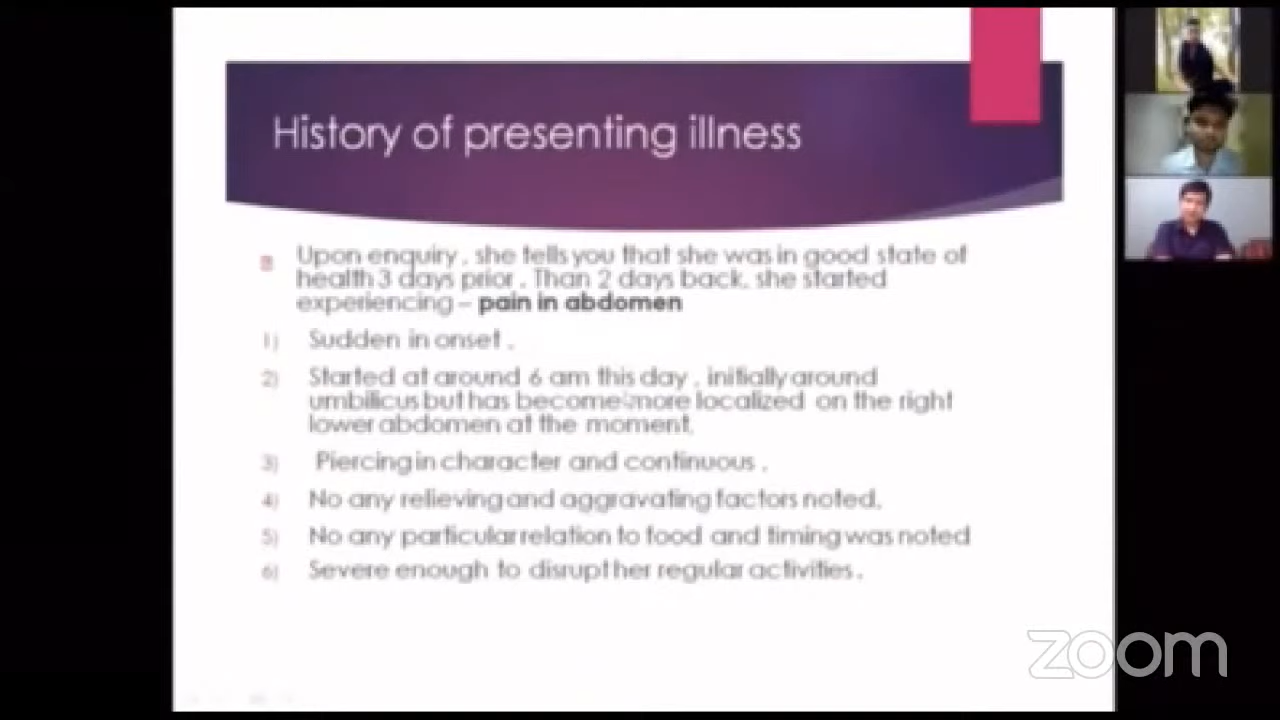 History of presenting illness
Upon enquiry , she tells you that she was in good state of
health 3 days prior . Than 2 days back, she started
experiencing – pain in abdomen
1) Sudden in onset .
2) Started at around 6 am this day , initially around
umbilicus but has become more localized on the right
lower abdomen at the moment.
3) Piercing in character and continuous .
4) No any relieving and aggravating factors noted.
5) No any particular relation to food and timing was noted
6) Severe enough to disrupt her regular activities .
zoom